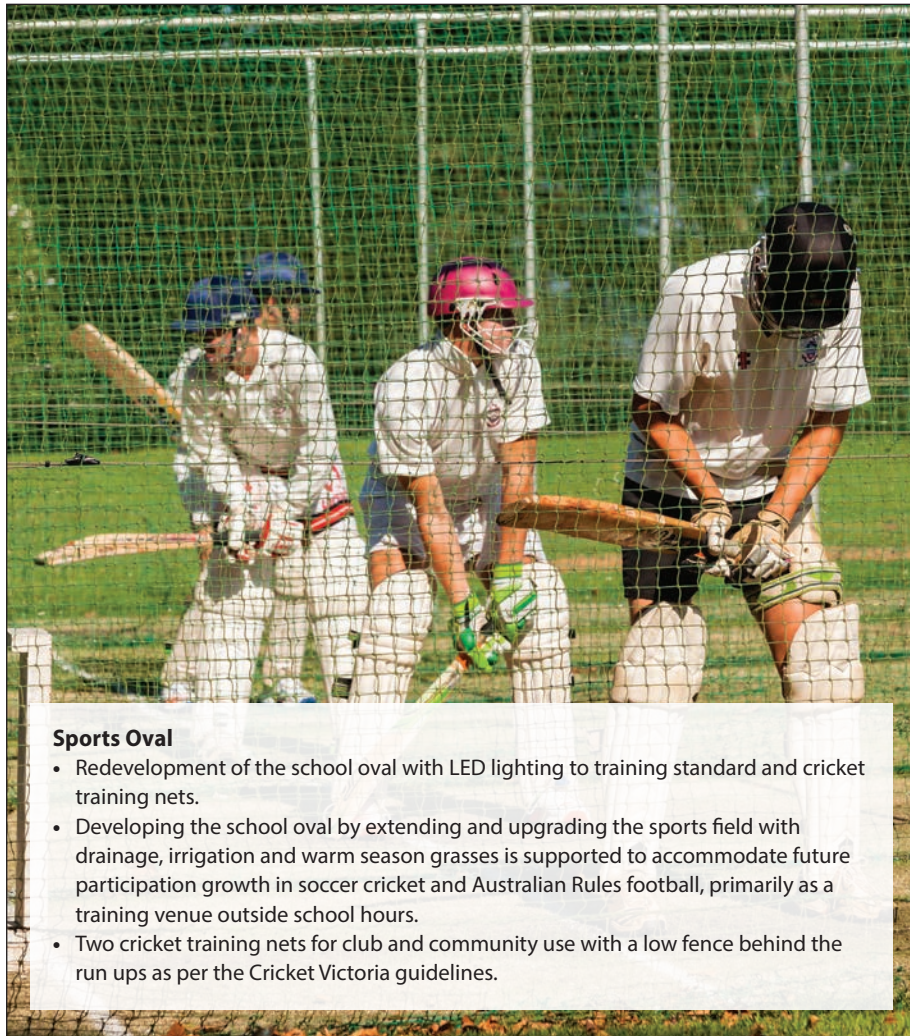 Sports Oval
• Redevelopment of the school oval with LED lighting to training standard and cricket
training nets.
• Developing the school oval by extending and upgrading the sports field with
drainage, irrigation and warm season grasses is supported to accommodate future
participation growth in soccer cricket and Australian Rules football, primarily as a
training venue outside school hours.
• Two cricket training nets for club and community use with a low fence behind the
run ups as per the Cricket Victoria guidelines.